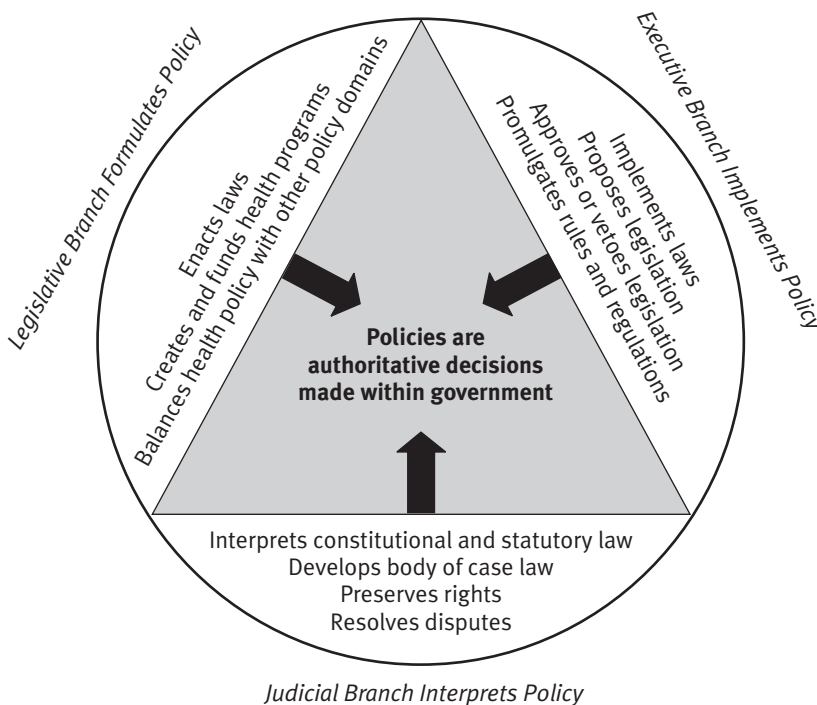 Legislative Branch Formulates Policy
Enacts laws
Creates and funds health programs
Balances health policy with other policy domains
Executive Branch Implements Policy
Implements laws
Proposes legislation
Approves or vetoes legislation
Promulgates rules and regulations
Policies are
authoritative decisions
made within government
Interprets constitutional and statutory law
Develops body of case law
Preserves rights
Resolves disputes
Judicial Branch Interprets Policy